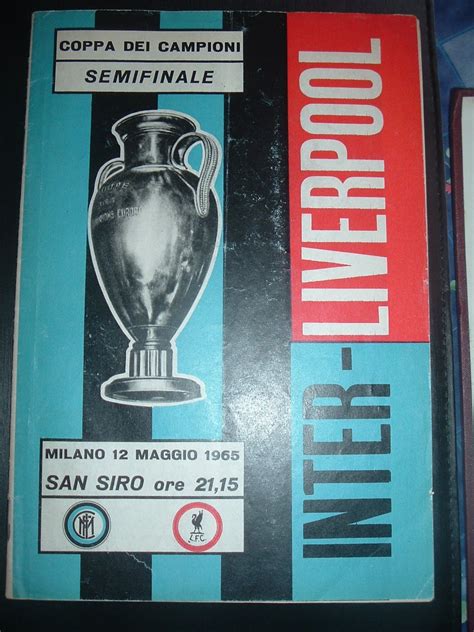 COPPA DEI CAMPIONI
SEMIFINALE
INTER-LIVERPOOL
MILANO 12 MAGGIO 1965
SAN SIRO ore 21,15
L.F.C.